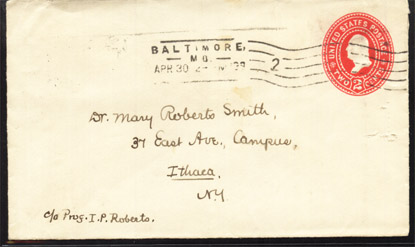 BALTIMORE,
MD.
APR 30
2
UNITED STATES POSTAGE
TWO CENTS
2
Dr. Mary Roberts Smith,
37 East Ave., Campus,
Ithaca,
N.Y
c/o Prof. I. P. Roberts.